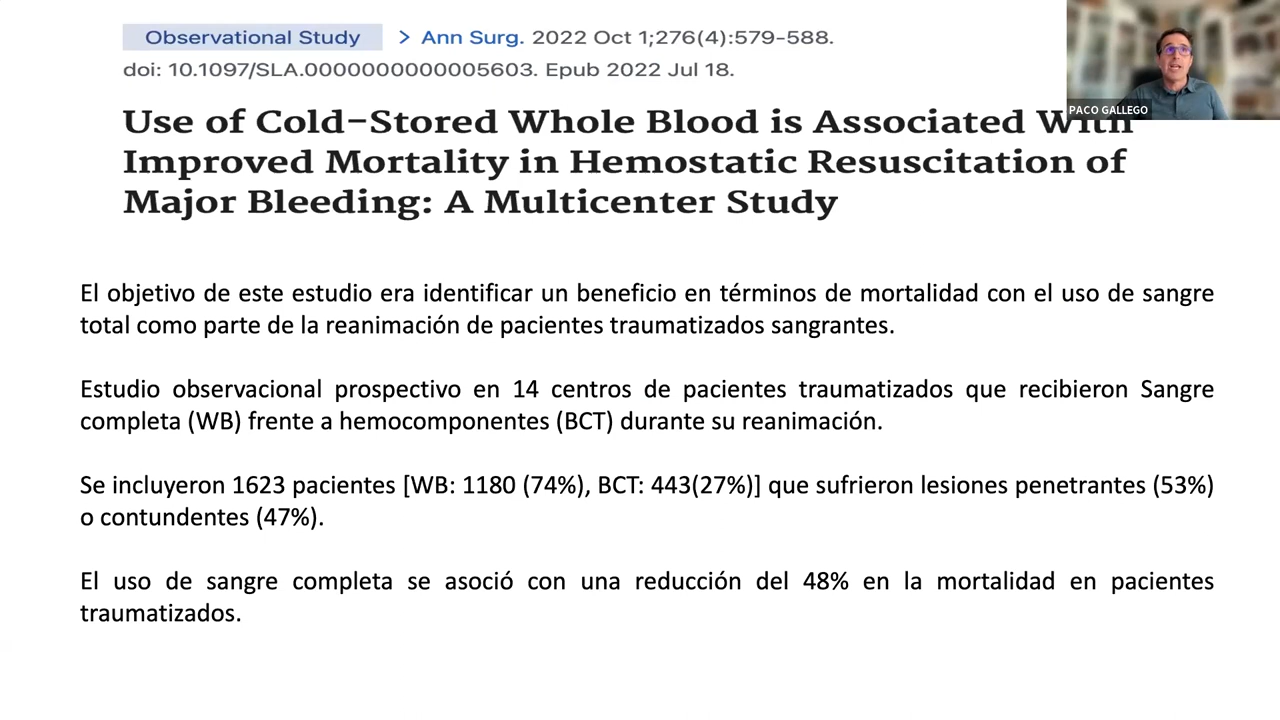 Observational Study > Ann Surg. 2022 Oct 1;276(4):579-588.
doi: 10.1097/SLA.0000000000005603. Epub 2022 Jul 18.
PACO GALLEGO
Use of Cold-Stored Whole Blood is Associated With
Improved Mortality in Hemostatic Resuscitation of
Major Bleeding: A Multicenter Study
El objetivo de este estudio era identificar un beneficio en términos de mortalidad con el uso de sangre
total como parte de la reanimación de pacientes traumatizados sangrantes.
Estudio observacional prospectivo en 14 centros de pacientes traumatizados que recibieron Sangre
completa (WB) frente a hemocomponentes (BCT) durante su reanimación.
Se incluyeron 1623 pacientes [WB: 1180 (74%), BCT: 443(27%)] que sufrieron lesiones penetrantes (53%)
o contundentes (47%).
El uso de sangre completa se asoció con una reducción del 48% en la mortalidad en pacientes
traumatizados.